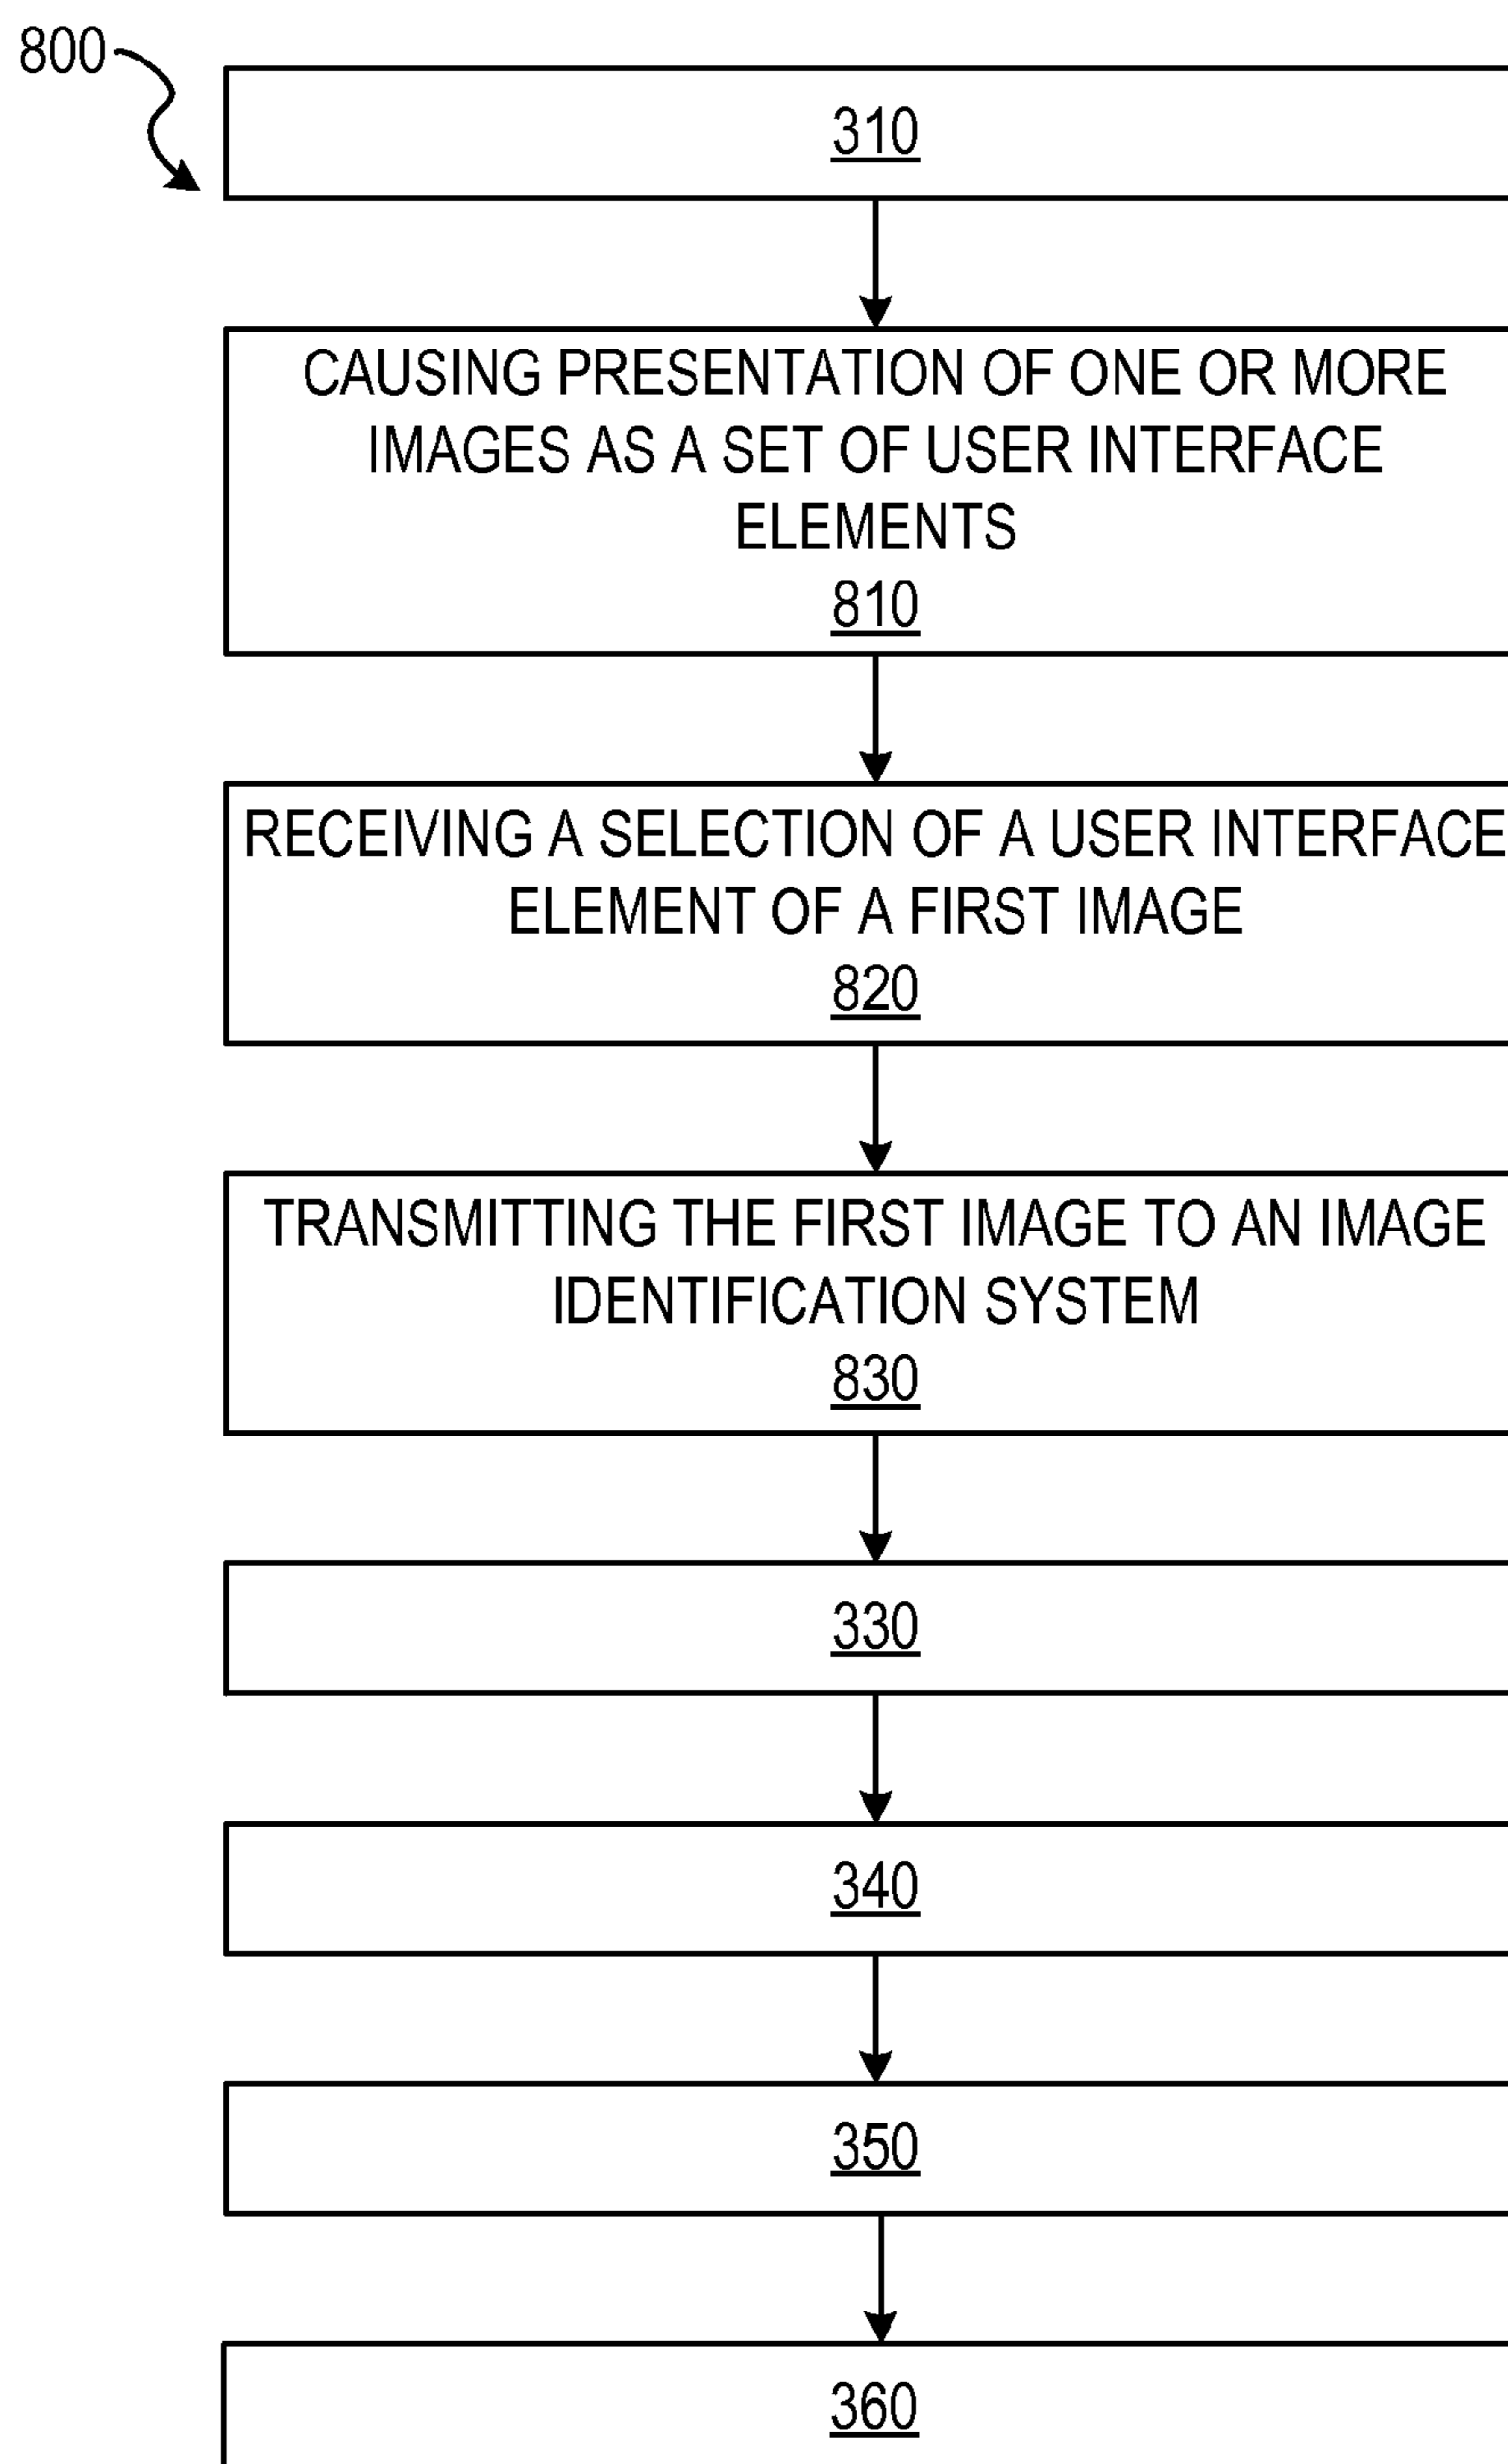 800
310
CAUSING PRESENTATION OF ONE OR MORE
IMAGES AS A SET OF USER INTERFACE
ELEMENTS
810
RECEIVING A SELECTION OF A USER INTERFACE
ELEMENT OF A FIRST IMAGE
820
TRANSMITTING THE FIRST IMAGE TO AN IMAGE
IDENTIFICATION SYSTEM
830
330
340
350
360